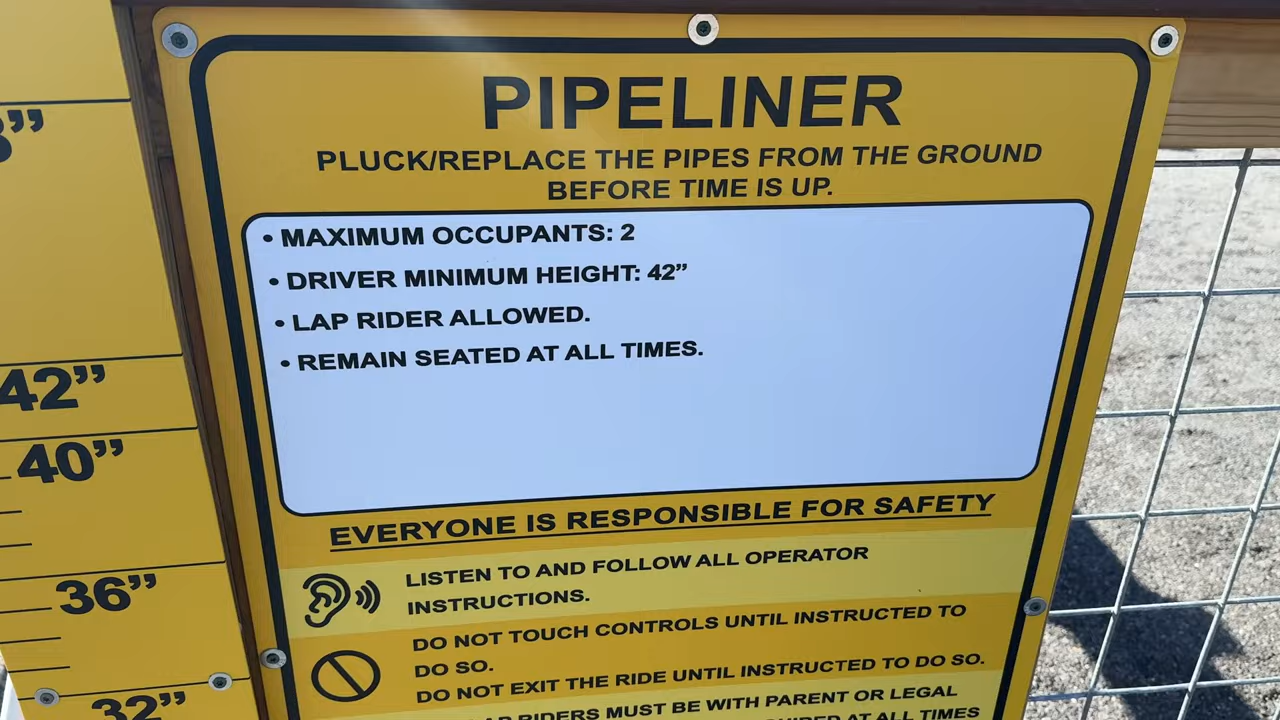 PIPELINER
PLUCK/REPLACE THE PIPES FROM THE GROUND
BEFORE TIME IS UP.
• MAXIMUM OCCUPANTS: 2
• DRIVER MINIMUM HEIGHT: 42”
• LAP RIDER ALLOWED.
• REMAIN SEATED AT ALL TIMES.
EVERYONE IS RESPONSIBLE FOR SAFETY
LISTEN TO AND FOLLOW ALL OPERATOR
INSTRUCTIONS.
DO NOT TOUCH CONTROLS UNTIL INSTRUCTED TO
DO SO.
DO NOT EXIT THE RIDE UNTIL INSTRUCTED TO DO SO.
RIDERS MUST BE WITH PARENT OR LEGAL
AT ALL TIMES
42”
40”
36”
32”